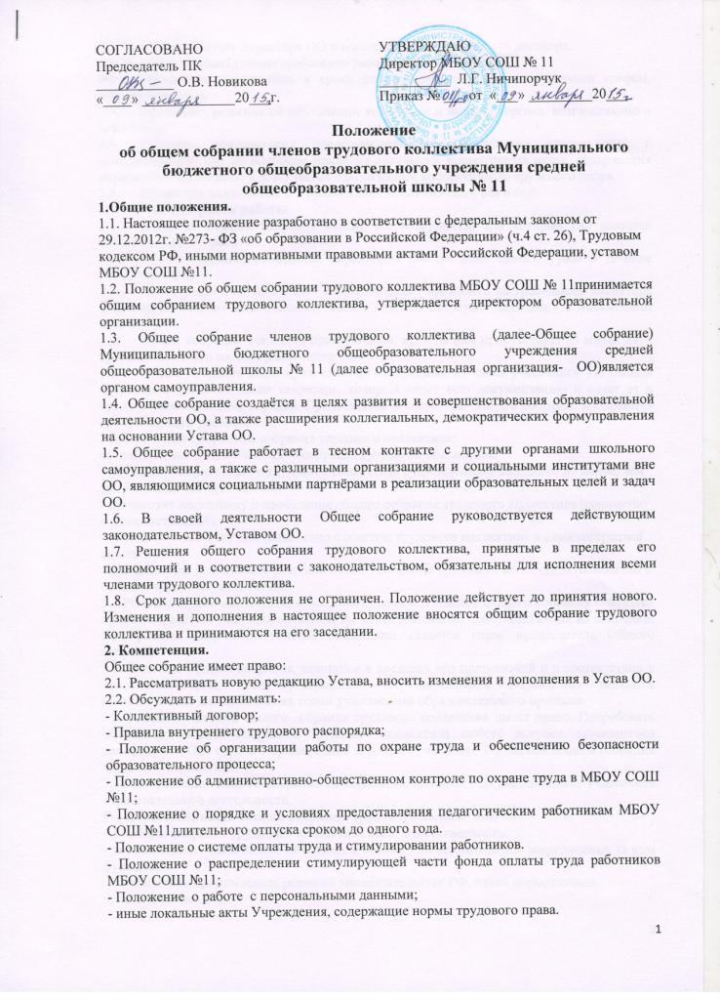 СОГЛАСОВАНО
Председатель ПК
О.В. Новикова
« 09 » января 2015 г.
УТВЕРЖДАЮ
Директор МБОУ СОШ № 11
Л.Г. Ничипорчук
Приказ № от « 09 » января 2015 г
Положение
об общем собрании членов трудового коллектива Муниципального
бюджетного общеобразовательного учреждения средней
общеобразовательной школы № 11
1.Общие положения.
1.1. Настоящее положение разработано в соответствии с федеральным законом от
29.12.2012г. №273- ФЗ «об образовании в Российской Федерации» (ч.4 ст. 26), Трудовым
кодексом РФ, иными нормативными правовыми актами Российской Федерации, уставом
МБОУ СОШ №11.
1.2. Положение об общем собрании трудового коллектива МБОУ СОШ № 11принимается
общим собранием трудового коллектива, утверждается директором образовательной
организации.
1.3. Общее собрание членов трудового коллектива (далее-Общее собрание)
Муниципального бюджетного общеобразовательного учреждения средней
общеобразовательной школы № 11 (далее образовательная организация- ОО)является
органом самоуправления.
1.4. Общее собрание создаётся в целях развития и совершенствования образовательной
деятельности ОО, а также расширения коллегиальных, демократических формуправления
на основании Устава ОО.
1.5. Общее собрание работает в тесном контакте с другими органами школьного
самоуправления, а также с различными организациями и социальными институтами вне
ОО, являющимися социальными партнёрами в реализации образовательных целей и задач
ОО.
1.6. В своей деятельности Общее собрание руководствуется действующим
законодательством, Уставом ОО.
1.7. Решения общего собрания трудового коллектива, принятые в пределах его
полномочий и в соответствии с законодательством, обязательны для исполнения всеми
членами трудового коллектива.
1.8. Срок данного положения не ограничен. Положение действует до принятия нового.
Изменения и дополнения в настоящее положение вносятся общим собрание трудового
коллектива и принимаются на его заседании.
2. Компетенция.
Общее собрание имеет право:
2.1. Рассматривать новую редакцию Устава, вносить изменения и дополнения в Устав ОО.
2.2. Обсуждать и принимать:
- Коллективный договор;
- Правила внутреннего трудового распорядка;
- Положение об организации работы по охране труда и обеспечению безопасности
образовательного процесса;
- Положение об административно-общественном контроле по охране труда в МБОУ СОШ
№11;
- Положение о порядке и условиях предоставления педагогическим работникам МБОУ
СОШ №11длительного отпуска сроком до одного года.
- Положение о системе оплаты труда и стимулировании работников.
- Положение о распределении стимулирующей части фонда оплаты труда работников
МБОУ СОШ №11;
- Положение о работе с персональными данными;
- иные локальные акты Учреждения, содержащие нормы трудового права.
1